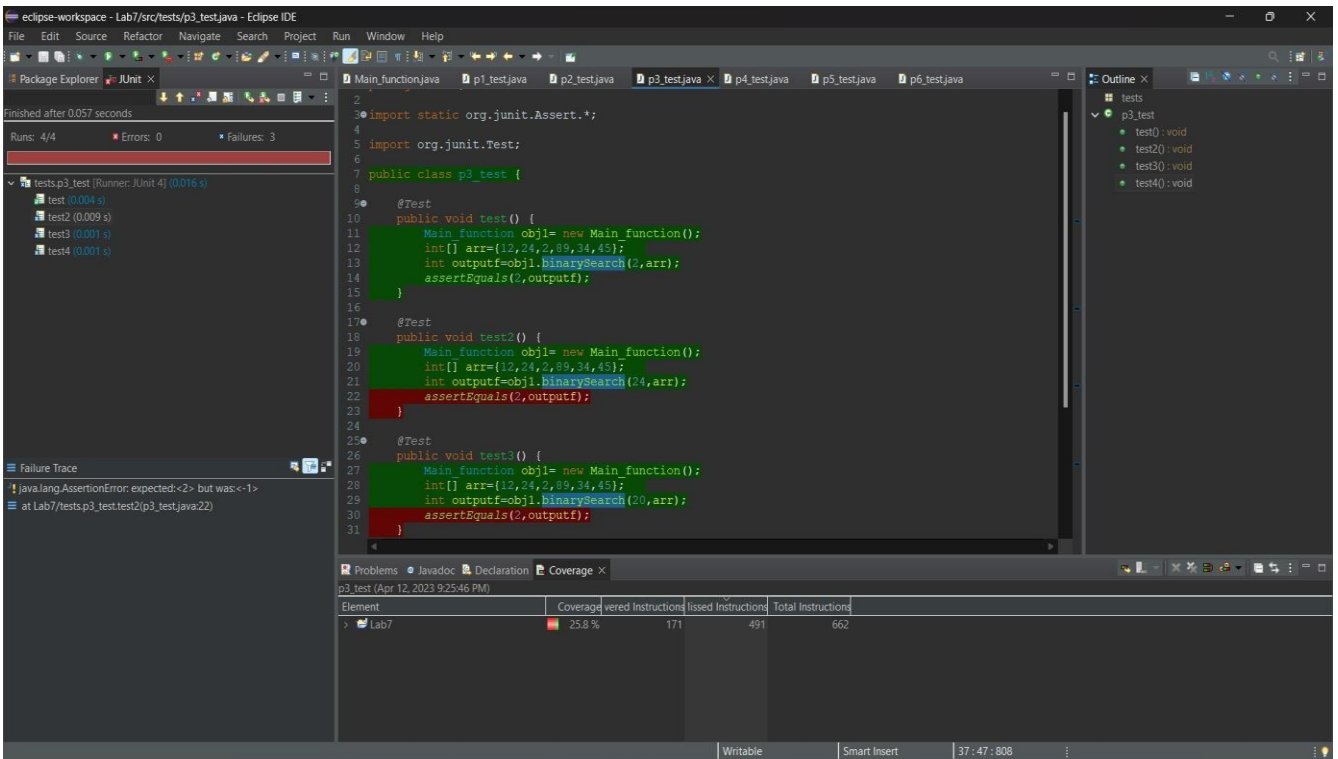 eclipse-workspace - Lab7/src/tests/p3_test.java - Eclipse IDE
File Edit Source Refactor Navigate Search Project Run Window Help
Package Explorer JUnit
Finished after 0.057 seconds
Runs: 4/4 Errors: 0 Failures: 3
tests.p3_test [Runner: JUnit 4] (0.016 s)
test (0.004 s)
test2 (0.009 s)
test3 (0.001 s)
test4 (0.001 s)
Failure Trace
java.lang.AssertionError: expected:<2> but was:<-1>
at Lab7/tests.p3_test.test2(p3_test.java:22)
Main_function.java p1_test.java p2_test.java p3_test.java p4_test.java p5_test.java p6_test.java
2
3 import static org.junit.Assert.*;
4
5 import org.junit.Test;
6
7 public class p3_test {
8
9 @Test
10 public void test() {
11 Main_function obj1= new Main_function();
12 int[] arr={12,24,2,89,34,45};
13 int outputf=obj1.binarySearch(2,arr);
14 assertEquals(2,outputf);
15 }
16
17 @Test
18 public void test2() {
19 Main_function obj1= new Main_function();
20 int[] arr={12,24,2,89,34,45};
21 int outputf=obj1.binarySearch(24,arr);
22 assertEquals(2,outputf);
23 }
24
25 @Test
26 public void test3() {
27 Main_function obj1= new Main_function();
28 int[] arr={12,24,2,89,34,45};
29 int outputf=obj1.binarySearch(20,arr);
30 assertEquals(2,outputf);
31 }
Outline
tests
p3_test
test() : void
test2() : void
test3() : void
test4() : void
Problems Javadoc Declaration Coverage
p3_test (Apr 12, 2023 9:25:46 PM)
Element Coverage vered Instructions lissed Instructions Total Instructions
Lab7 25.8 % 171 491 662
Writable Smart Insert 37 : 47 : 808